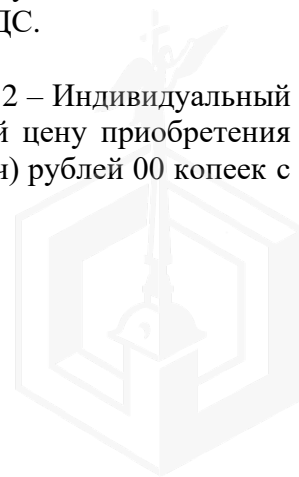 ДС.
2 – Индивидуальный
й цену приобретения
ч) рублей 00 копеек с